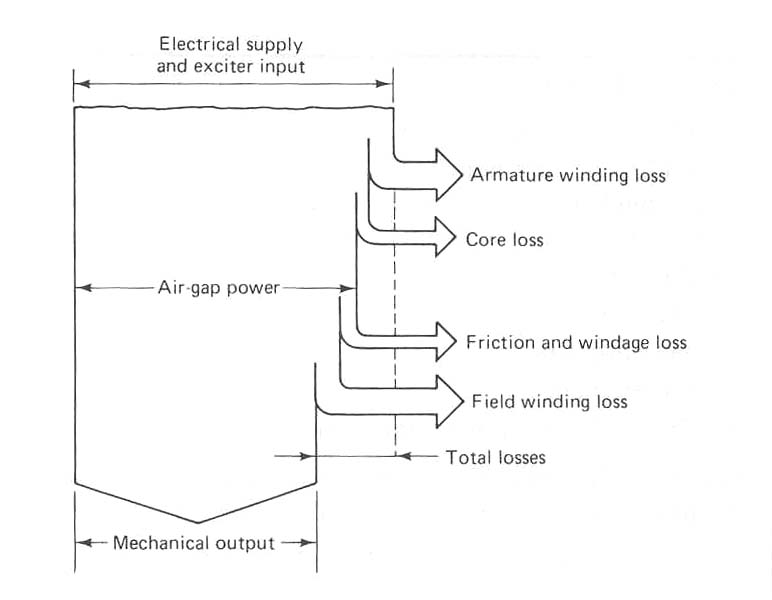 Electrical supply
and exciter input
Armature winding loss
Core loss
Air-gap power
Friction and windage loss
Field winding loss
Total losses
Mechanical output